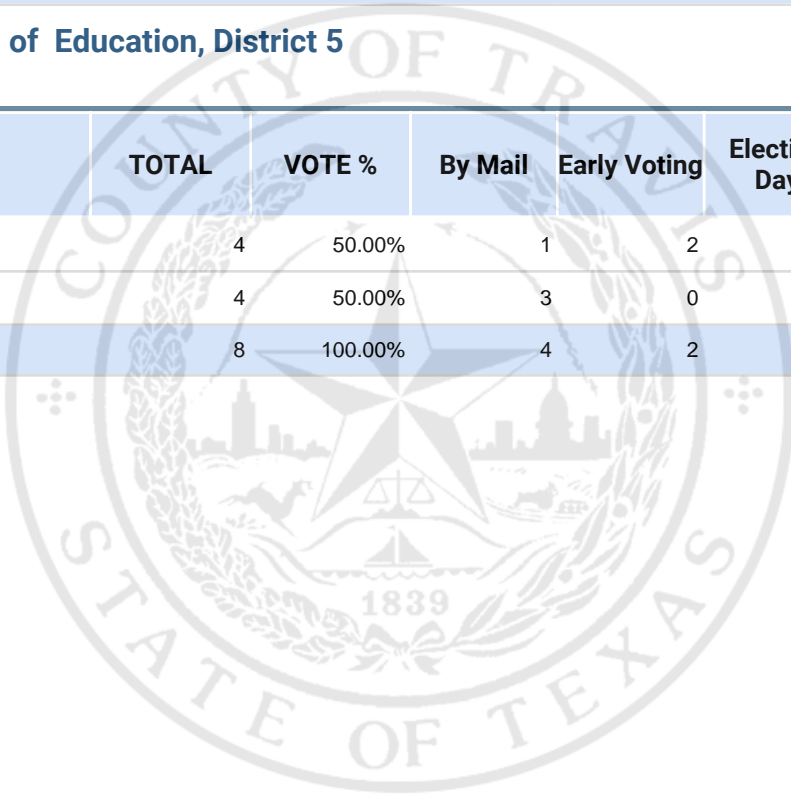 of Education, District 5
TOTAL VOTE % By Mail Early Voting
4 50.00% 1 2
4 50.00% 3 0
8 100.00% 4 2
COUNTY OF TRAVIS
1839
STATE OF TEXAS